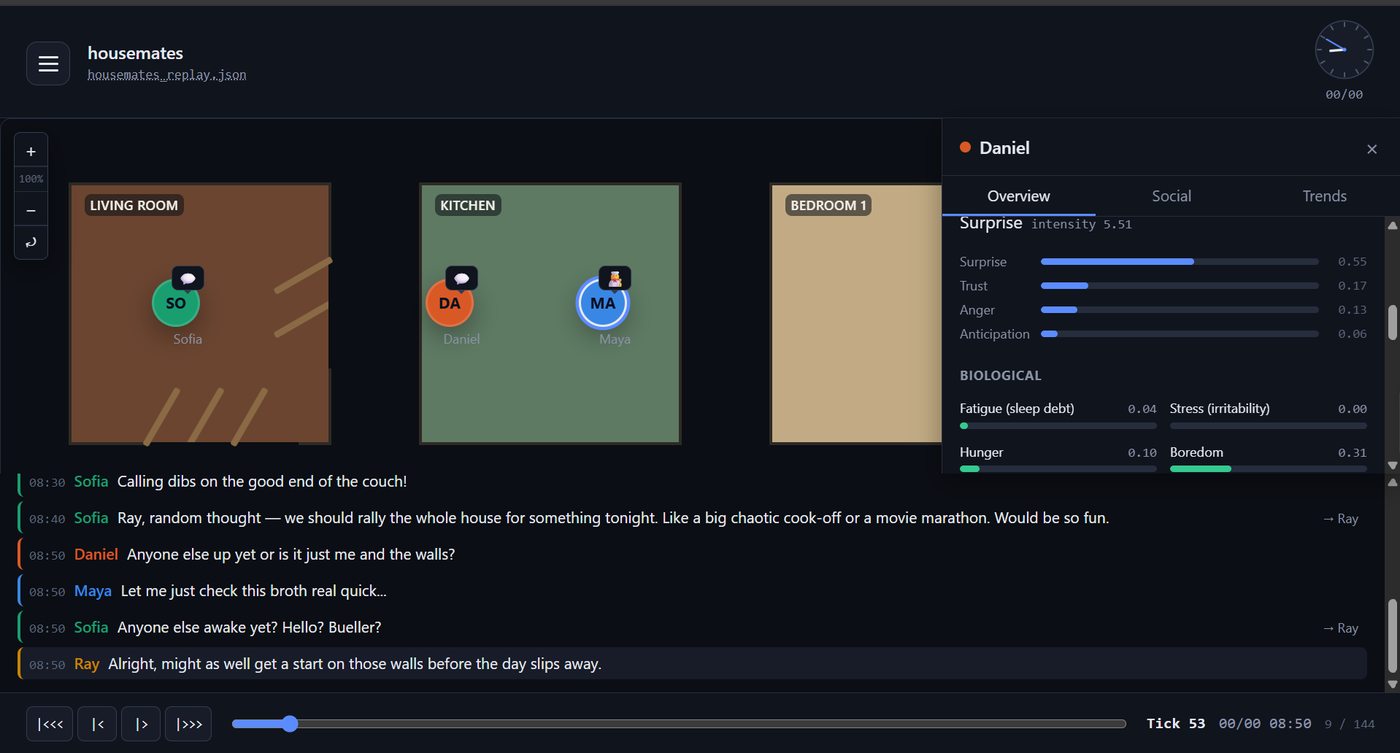 housemates
housemates_replay.json
00/00
+
100%
−
LIVING ROOM
KITCHEN
BEDROOM 1
SO
Sofia
DA
Daniel
MA
Maya
Daniel
×
Overview Social Trends
Surprise intensity 5.51
Surprise 0.55
Trust 0.17
Anger 0.13
Anticipation 0.06
BIOLOGICAL
Fatigue (sleep debt) 0.04 Stress (irritability) 0.00
Hunger 0.10 Boredom 0.31
08:30 Sofia Calling dibs on the good end of the couch!
08:40 Sofia Ray, random thought — we should rally the whole house for something tonight. Like a big chaotic cook-off or a movie marathon. Would be so fun. → Ray
08:50 Daniel Anyone else up yet or is it just me and the walls?
08:50 Maya Let me just check this broth real quick...
08:50 Sofia Anyone else awake yet? Hello? Bueller? → Ray
08:50 Ray Alright, might as well get a start on those walls before the day slips away.
|<<< |< |> |>>> Tick 53 00/00 08:50 9 / 144